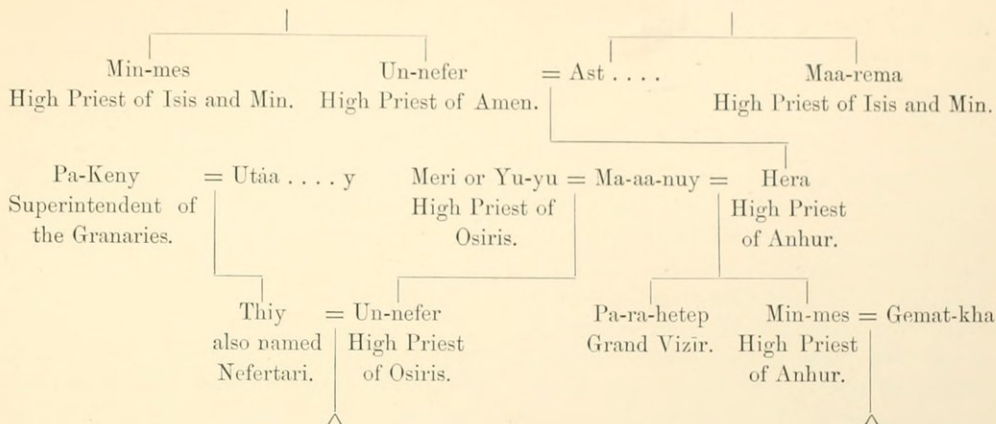 Min-mes Un-nefer = Ast . . . . Maa-rema
High Priest of Isis and Min. High Priest of Amen. High Priest of Isis and Min.
Pa-Keny = Utáa . . . . y Meri or Yu-yu = Ma-aa-nuy = Hera
Superintendent of High Priest of High Priest
the Granaries. Osiris. of Anhur.
Thiy = Un-nefer Pa-ra-hetep Min-mes = Gemat-kha
also named High Priest Grand Vizīr. High Priest
Nefertari. of Osiris. of Anhur.